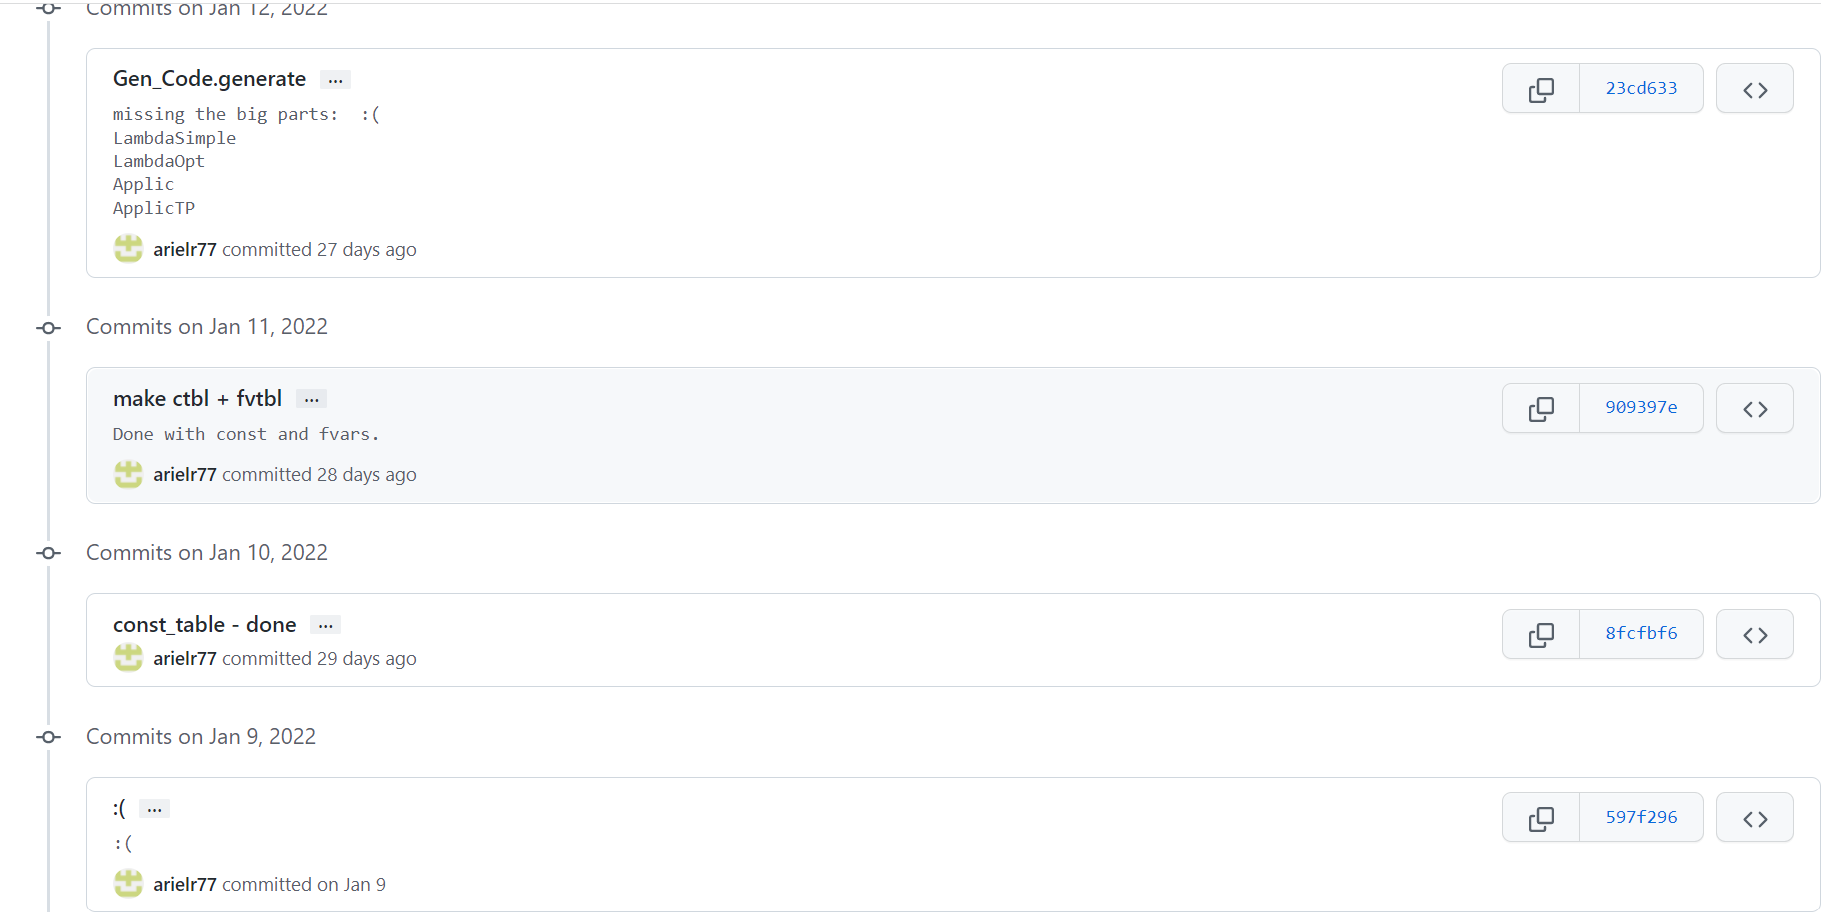 Commits on Jan 12, 2022
Gen_Code.generate ...
23cd633
missing the big parts:  :(
LambdaSimple
LambdaOpt
Applic
ApplicTP
arielr77 committed 27 days ago
Commits on Jan 11, 2022
make ctbl + fvtbl ...
909397e
Done with const and fvars.
arielr77 committed 28 days ago
Commits on Jan 10, 2022
const_table - done ...
8fcfbf6
arielr77 committed 29 days ago
Commits on Jan 9, 2022
:( ...
597f296
:(
arielr77 committed on Jan 9